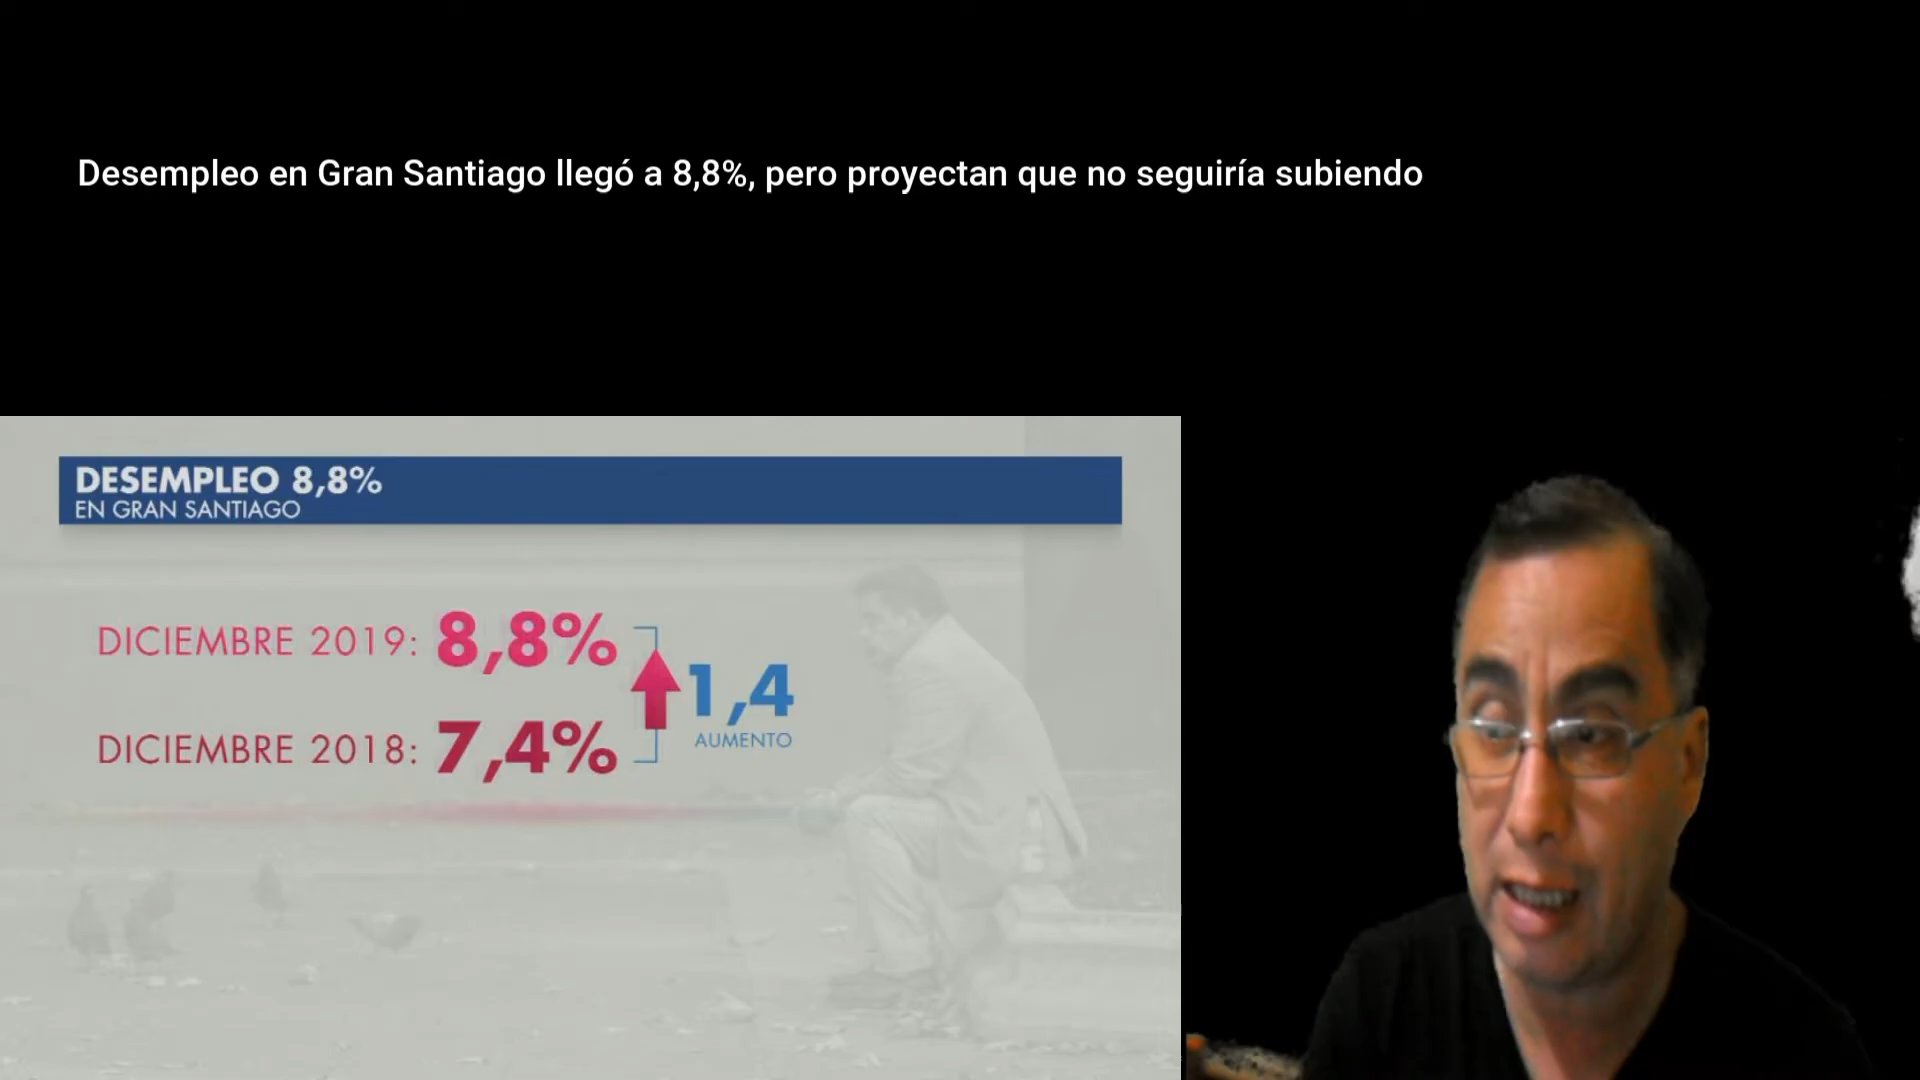 Desempleo en Gran Santiago llegó a 8,8%, pero proyectan que no seguiría subiendo
DESEMPLEO 8,8%
EN GRAN SANTIAGO
DICIEMBRE 2019: 8,8%
1,4
AUMENTO
DICIEMBRE 2018: 7,4%